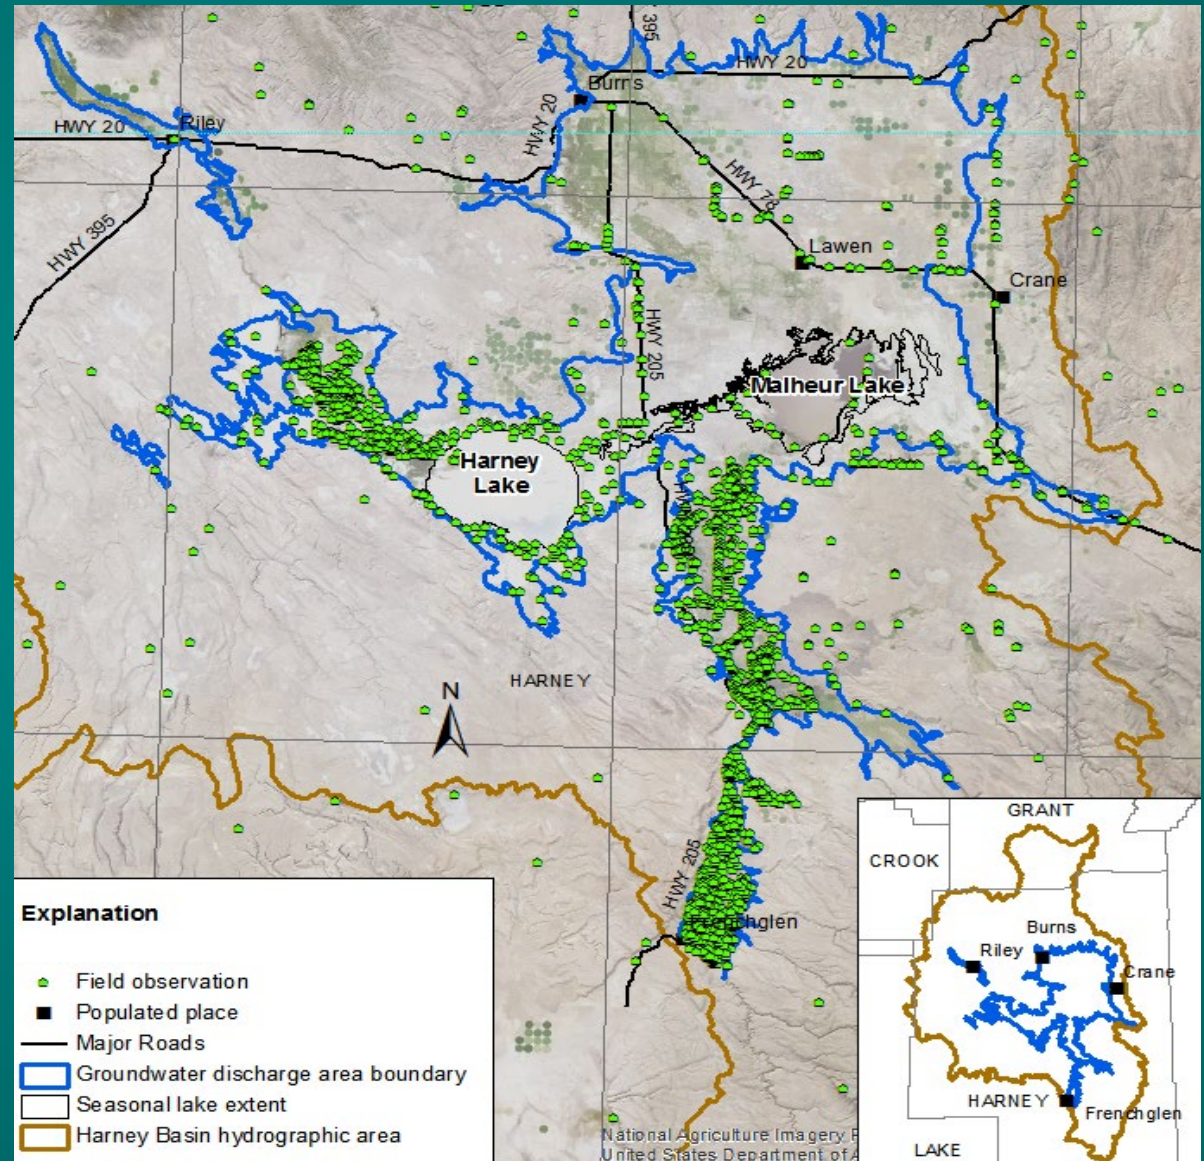 395
HWY 20
Burns
HWY 20
HWY 20
Riley
HWY 78
HWY 395
Lawen
Crane
HWY 205
Malheur Lake
Harney
Lake
HARNEY
N
HWY 205
Frenchglen
Explanation
Field observation
Populated place
Major Roads
Groundwater discharge area boundary
Seasonal lake extent
Harney Basin hydrographic area
National Agriculture Imagery
United States Department of
GRANT
CROOK
Burns
Riley
Crane
HARNEY
Frenchglen
LAKE